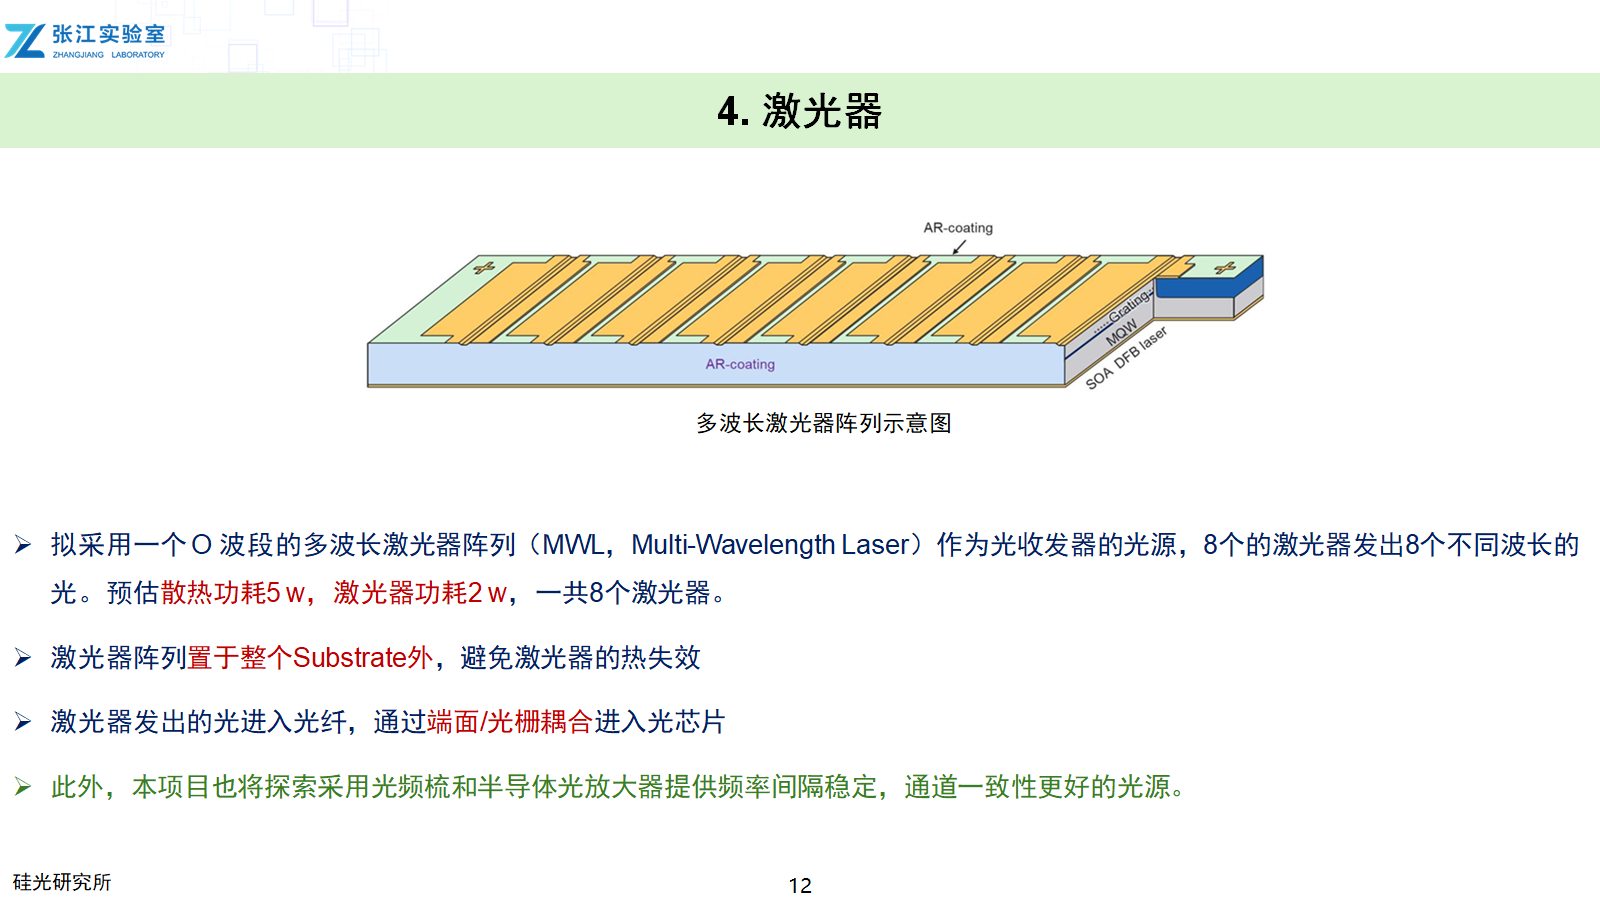 张江实验室
ZHANGJIANG LABORATORY
4. 激光器
AR-coating
Grating
MQW
SOA DFB laser
AR-coating
多波长激光器阵列示意图
拟采用一个O 波段的多波长激光器阵列（MWL，Multi-Wavelength Laser）作为光收发器的光源，8个的激光器发出8个不同波长的
光。预估散热功耗5 w，激光器功耗2 w，一共8个激光器。
激光器阵列置于整个Substrate外，避免激光器的热失效
激光器发出的光进入光纤，通过端面/光栅耦合进入光芯片
此外，本项目也将探索采用光频梳和半导体光放大器提供频率间隔稳定，通道一致性更好的光源。
硅光研究所
12